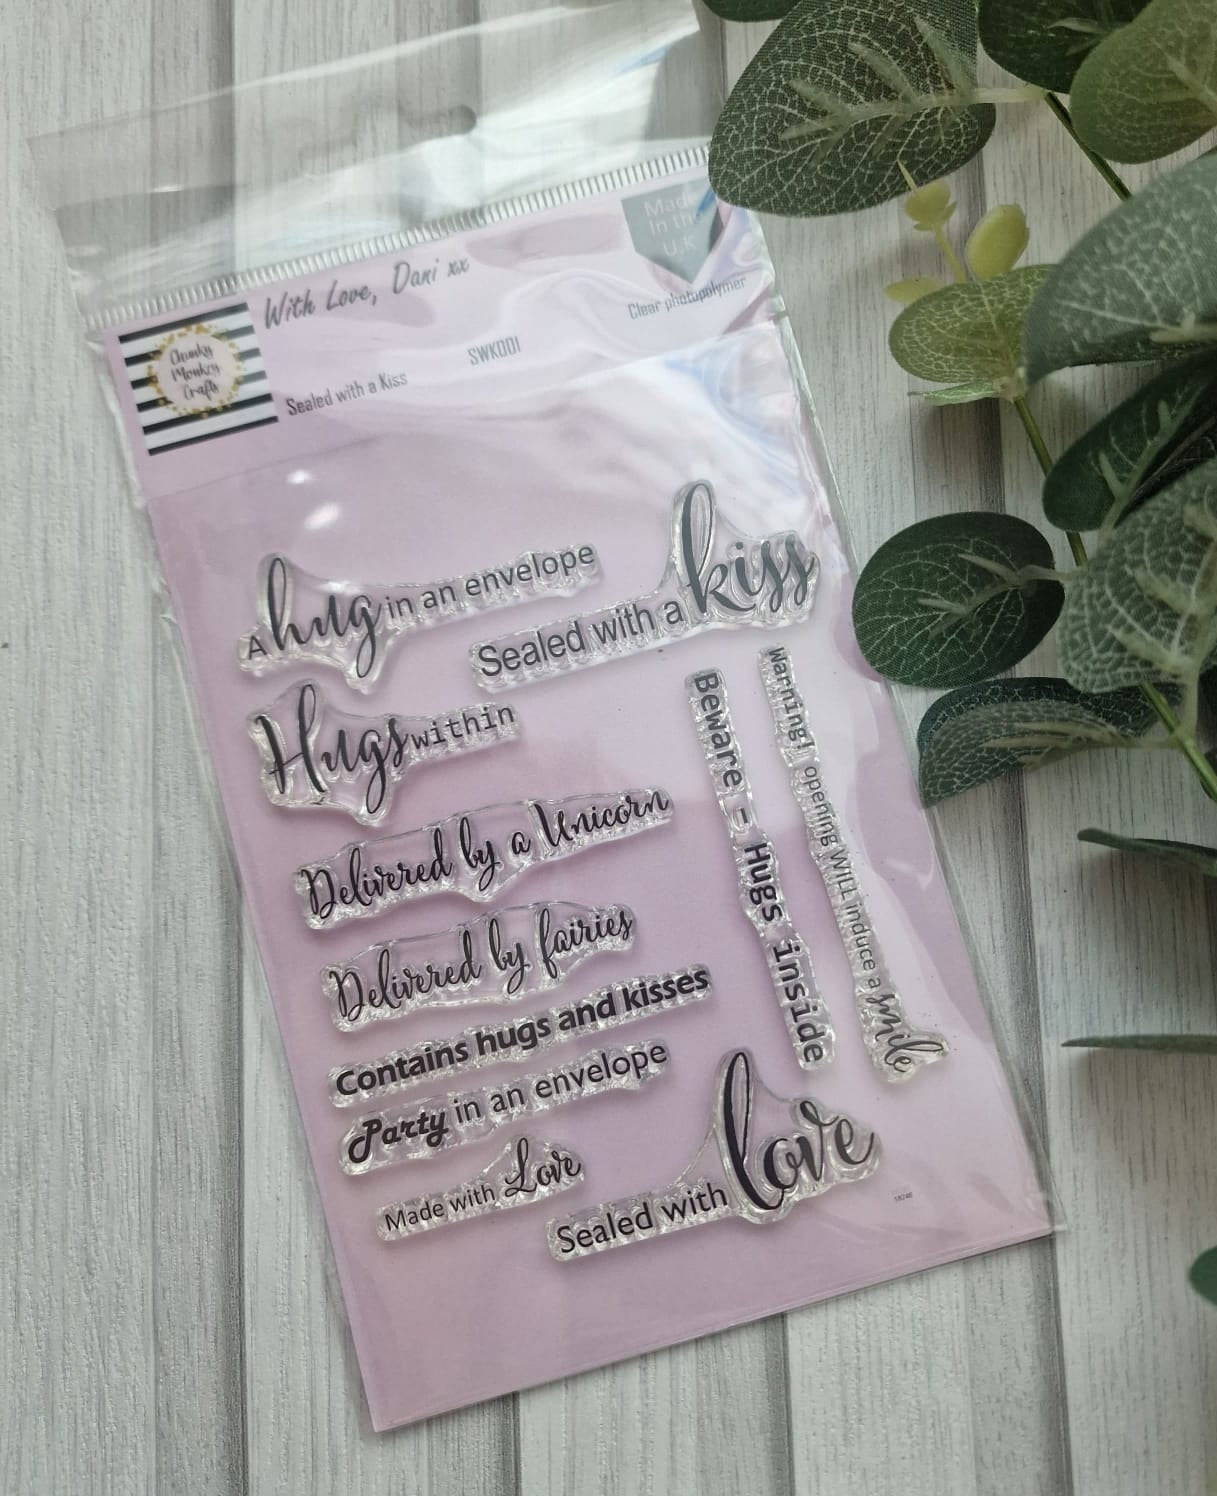 With Love, Dani xx
Made
In the
U.K
Clear photopolymer
Chunky
Monkey
Crafts
SWK001
Sealed with a Kiss
A hug in an envelope
Sealed with a kiss
Hugs within
Delivered by a Unicorn
Delivered by fairies
Contains hugs and kisses
Party in an envelope
Made with Love
Sealed with love
Beware - Hugs inside
Warning! opening WILL induce a smile